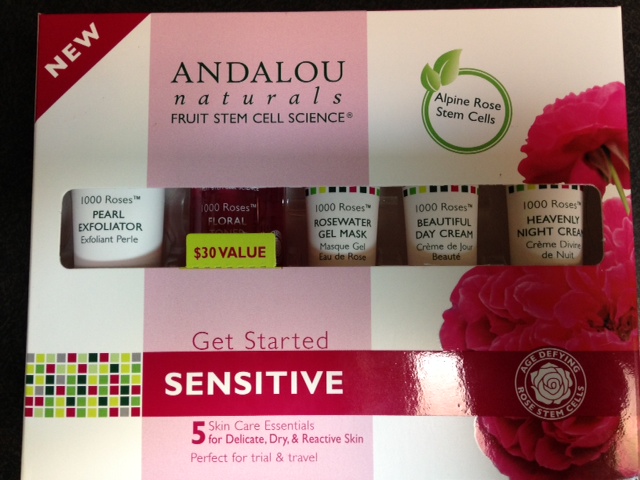 NEW
ANDALOU
naturals
FRUIT STEM CELL SCIENCE®
Alpine Rose
Stem Cells
1000 Roses™
PEARL
EXFOLIATOR
Exfoliant Perle
1000 Roses™
FLORAL
TONER
$30 VALUE
1000 Roses™
ROSEWATER
GEL MASK
Masque Gel
Eau de Rose
1000 Roses™
BEAUTIFUL
DAY CREAM
Crème de Jou
Beauté
1000 Roses™
HEAVENLY
NIGHT CREA
Crème Divine
de Nuit
Get Started
SENSITIVE
AGE DEFYING
ROSE STEM CELLS
5 Skin Care Essentials
for Delicate, Dry, & Reactive Skin
Perfect for trial & travel